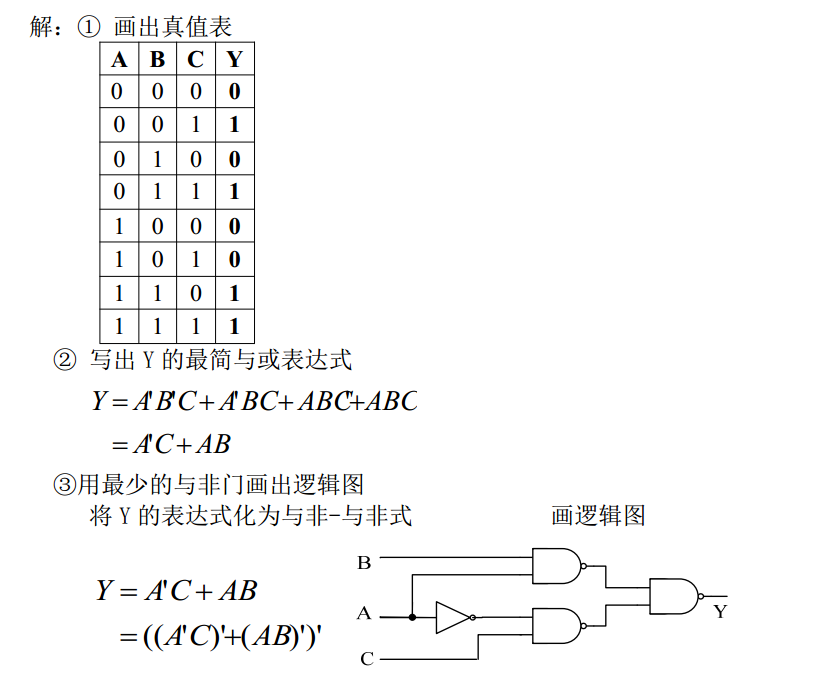 解：① 画出真值表
A B C Y
0 0 0 0
0 0 1 1
0 1 0 0
0 1 1 1
1 0 0 0
1 0 1 0
1 1 0 1
1 1 1 1
② 写出 Y 的最简与或表达式
Y = A'B'C + A'BC + ABC' + ABC
= A'C + AB
③用最少的与非门画出逻辑图
将 Y 的表达式化为与非-与非式 画逻辑图
Y = A'C + AB
= ((A'C)'+(AB)')'
B
A
C
Y